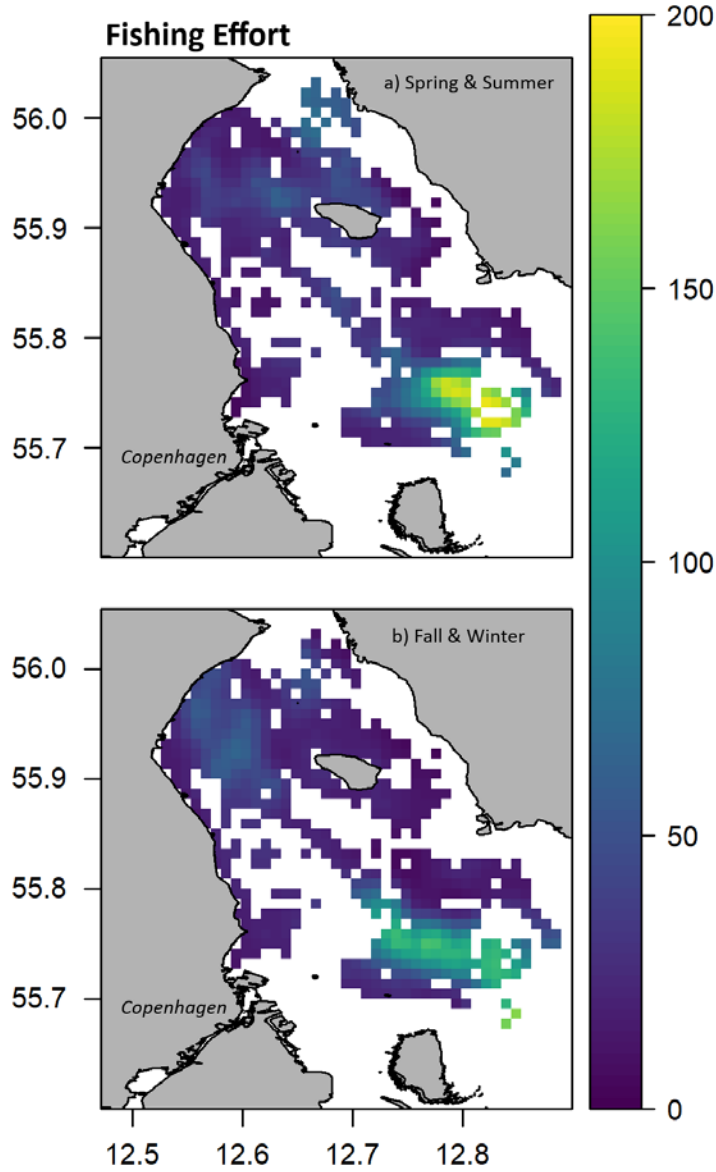 Fishing Effort
a) Spring & Summer
56.0
55.9
55.8
55.7
Copenhagen
b) Fall & Winter
56.0
55.9
55.8
55.7
Copenhagen
12.5 12.6 12.7 12.8
200
150
100
50
0